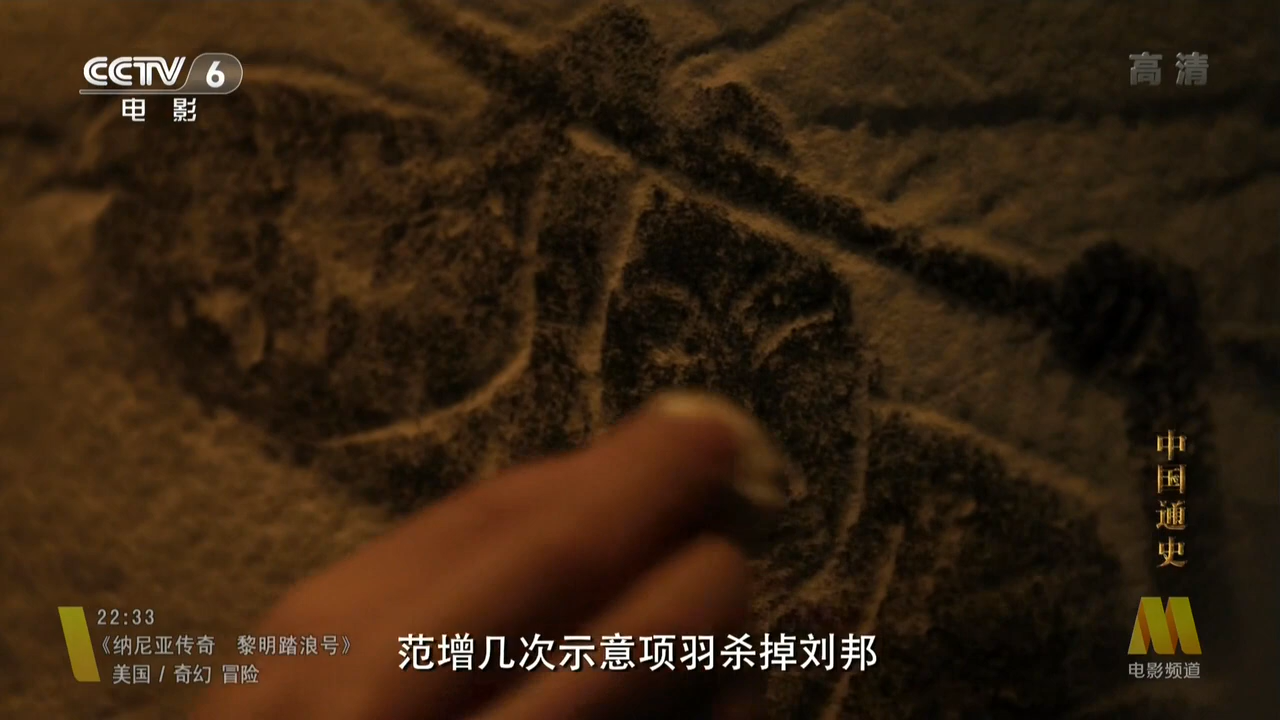 CCTV 6
电影
高清
中国通史
22:33
《纳尼亚传奇 黎明踏浪号》
美国 / 奇幻 冒险
范增几次示意项羽杀掉刘邦
电影频道